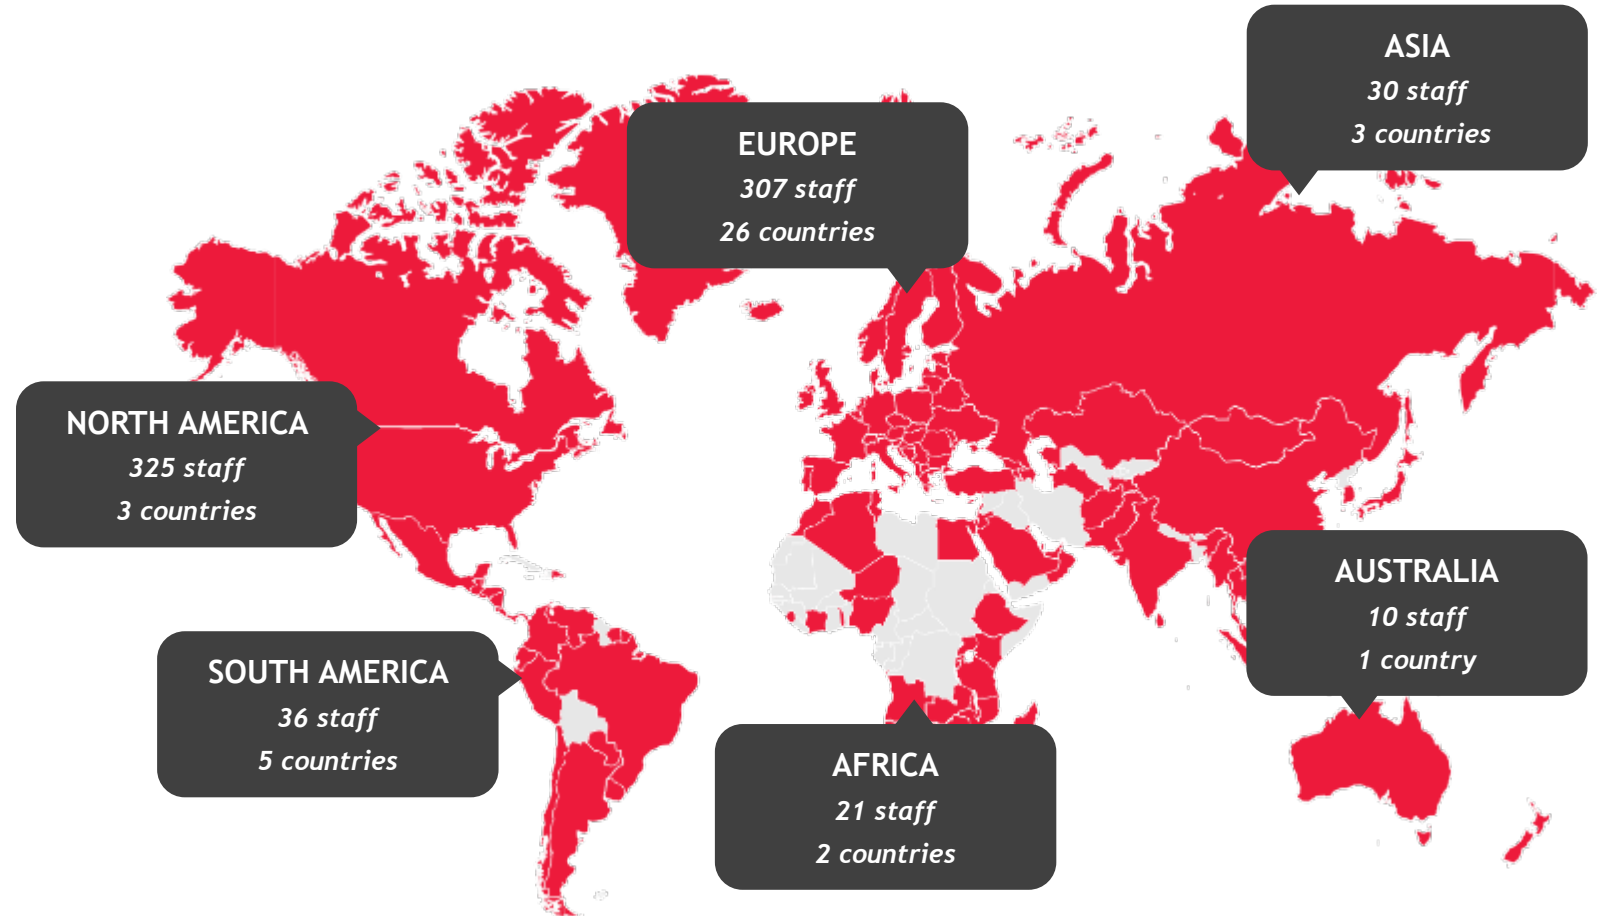 ASIA
30 staff
3 countries
EUROPE
307 staff
26 countries
NORTH AMERICA
325 staff
3 countries
AUSTRALIA
10 staff
1 country
SOUTH AMERICA
36 staff
5 countries
AFRICA
21 staff
2 countries